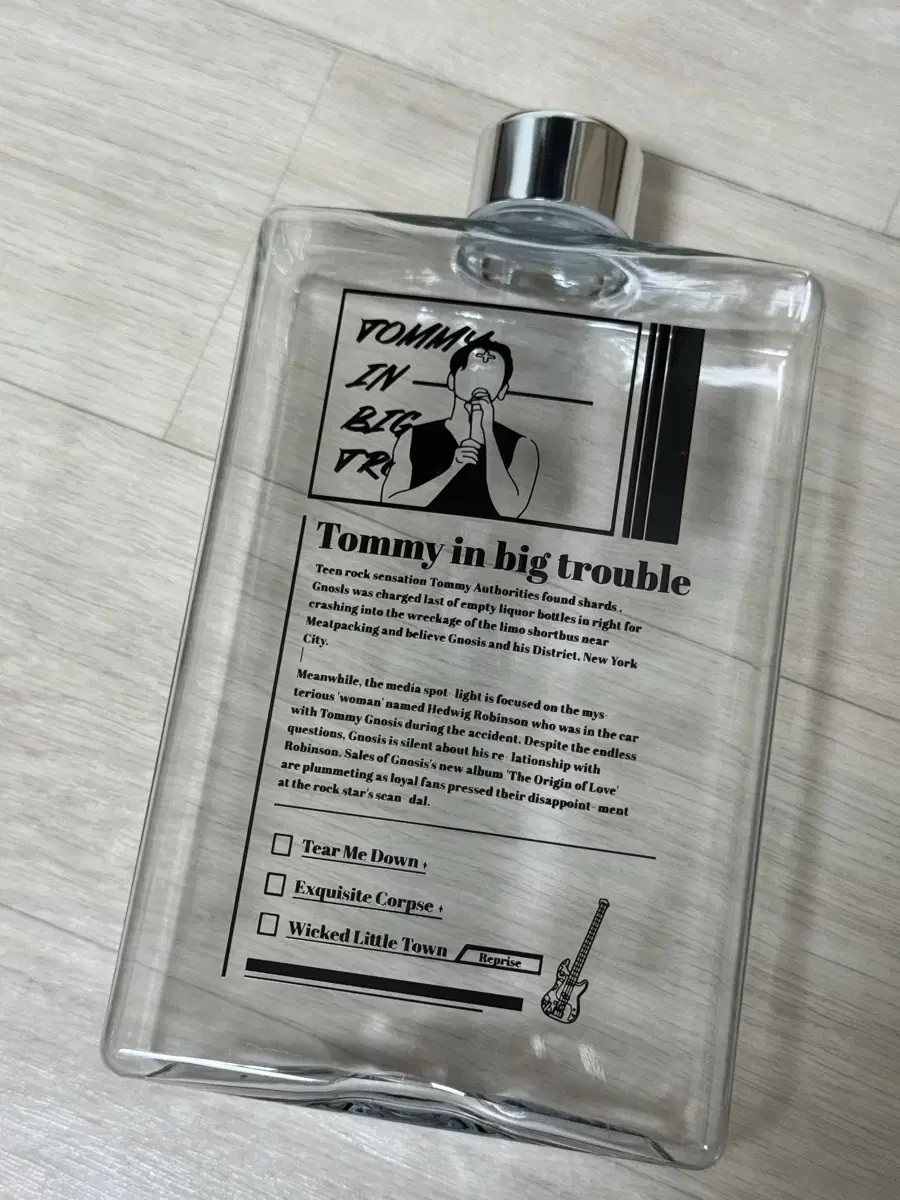 TOMMY
IN
BIG
TRO
Tommy in big trouble
Teen rock sensation Tommy Authorities found shards .
Gnosis was charged last of empty liquor bottles in right for
crashing into the wreckage of the limo shortbus near
Meatpacking and believe Gnosis and his District, New York
City.
Meanwhile, the media spot- light is focused on the mys-
terious 'woman' named Hedwig Robinson who was in the car
with Tommy Gnosis during the accident. Despite the endless
questions, Gnosis is silent about his re- lationship with
Robinson. Sales of Gnosis's new album 'The Origin of Love'
are plummeting as loyal fans pressed their disappoint- ment
at the rock star's scan- dal.
Tear Me Down
Exquisite Corpse
Wicked Little Town Reprise